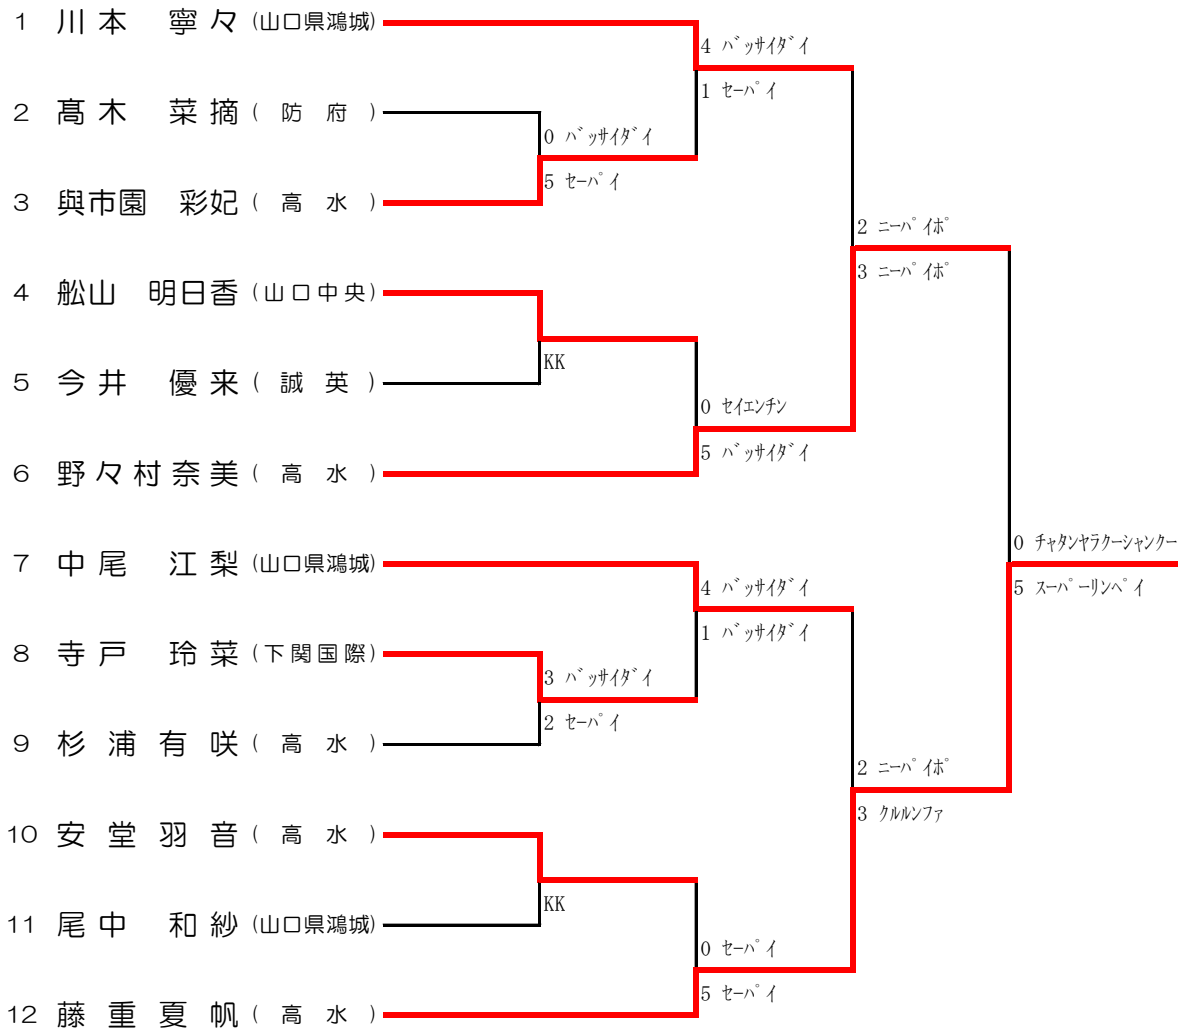 1 川本 寧々 (山口県鴻城)
4 バッサイダイ
1 セーパイ
2 髙木 菜摘 ( 防 府 )
0 バッサイダイ
5 セーパイ
3 與市園 彩妃 ( 高 水 )
2 ニーパイポ
3 ニーパイポ
4 舩山 明日香 (山口中央)
KK
5 今井 優来 ( 誠 英 )
0 セイエンチン
5 バッサイダイ
6 野々村奈美 ( 高 水 )
0 チャタンヤラクーシャンクー
5 スーパーリンペイ
7 中尾 江梨 (山口県鴻城)
4 バッサイダイ
1 バッサイダイ
8 寺戸 玲菜 (下関国際)
3 バッサイダイ
2 セーパイ
9 杉浦有咲 ( 高 水 )
2 ニーパイポ
3 クルルンファ
10 安堂羽音 ( 高 水 )
KK
11 尾中 和紗 (山口県鴻城)
0 セーパイ
5 セーパイ
12 藤重夏帆 ( 高 水 )